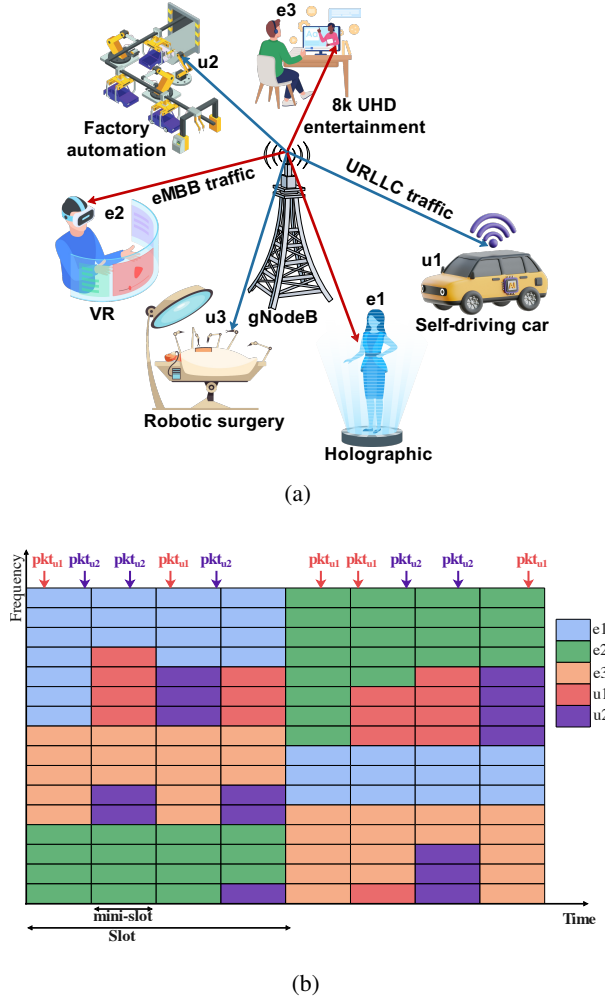 e3
u2
8k UHD
entertainment
Factory
automation
eMBB traffic
URLLC traffic
e2
u1
AI
VR
u3
gNodeB
e1
Self-driving car
Robotic surgery
Holographic
(a)
Frequency
pkt_u1 pkt_u2 pkt_u2 pkt_u1 pkt_u2 pkt_u1 pkt_u1 pkt_u2 pkt_u2 pkt_u1
e1
e2
e3
u1
u2
mini-slot
Time
Slot
(b)